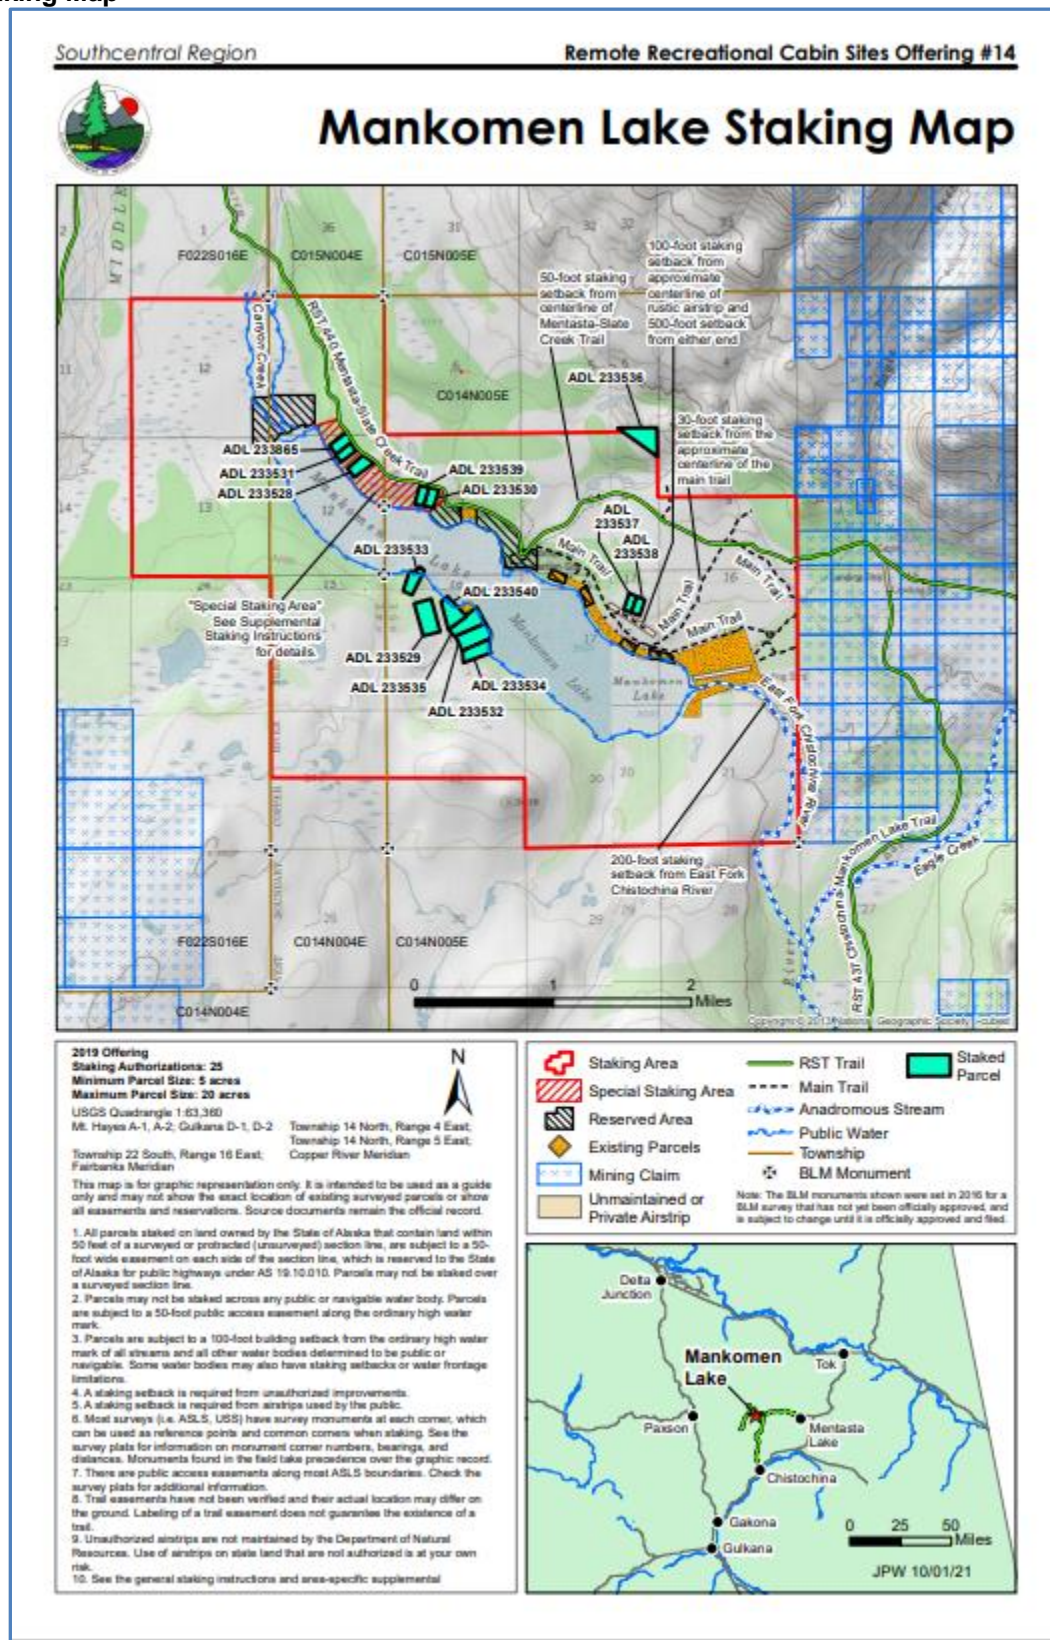 Southcentral Region
Remote Recreational Cabin Sites Offering #14
Mankomen Lake Staking Map
MIDDLE
2
1
36
31
32
F022S016E
C015N004E
C015N005E
100-foot staking
setback from
approximate
centerline of
rustic airstrip and
500-foot setback
from either end
50-foot staking
setback from
centerline of
Mentasta-Slate
Creek Trail
RST 440 Mentasta-Slate Creek Trail
Canyon Creek
11
12
C014N005E
ADL 233536
30-foot staking
setback from the
approximate
centerline of the
main trail
ADL 233865
ADL 233531
ADL 233528
ADL 233539
ADL 233530
14
13
12
ADL
233537
ADL
233538
Main Trail
Main Trail
Main Trail
Main Trail
16
ADL 233533
ADL 233540
"Special Staking Area"
See Supplemental
Staking Instructions
for details.
ADL 233529
ADL 233535
ADL 233534
ADL 233532
Mankomen
Lake
17
Mankomen
Lake
East Fork Chistochina River
20
21
200-foot staking
setback from East Fork
Chistochina River
RST 437 Chistochina-Mankomen Lake Trail
Eagle Creek
29
28
27
F022S016E
C014N004E
C014N005E
C014N004E
River
0 1 2
Miles
2019 Offering
Staking Authorizations: 25
Minimum Parcel Size: 5 acres
Maximum Parcel Size: 20 acres
USGS Quadrangle 1:63,360
Mt. Hayes A-1, A-2; Gulkana D-1, D-2
Township 22 South, Range 16 East;
Fairbanks Meridian
Township 14 North, Range 4 East;
Township 14 North, Range 5 East;
Copper River Meridian
N
This map is for graphic representation only. It is intended to be used as a guide
only and may not show the exact location of existing surveyed parcels or show
all easements and reservations. Source documents remain the official record.
1. All parcels staked on land owned by the State of Alaska that contain land within
50 feet of a surveyed or protracted (unsurveyed) section line, are subject to a 50-
foot wide easement on each side of the section line, which is reserved to the State
of Alaska for public highways under AS 19.10.010. Parcels may not be staked over
a surveyed section line.
2. Parcels may not be staked across any public or navigable water body. Parcels
are subject to a 50-foot public access easement along the ordinary high water
mark.
3. Parcels are subject to a 100-foot building setback from the ordinary high water
mark of all streams and all other water bodies determined to be public or
navigable. Some water bodies may also have staking setbacks or water frontage
limitations.
4. A staking setback is required from unauthorized improvements.
5. A staking setback is required from airstrips used by the public.
6. Most surveys (i.e. ASLS, USS) have survey monuments at each corner, which
can be used as reference points and common corners when staking. See the
survey plats for information on monument corner numbers, bearings, and
distances. Monuments found in the field take precedence over the graphic record.
7. There are public access easements along most ASLS boundaries. Check the
survey plats for additional information.
8. Trail easements have not been verified and their actual location may differ on
the ground. Labeling of a trail easement does not guarantee the existence of a
trail.
9. Unauthorized airstrips are not maintained by the Department of Natural
Resources. Use of airstrips on state land that are not authorized is at your own
risk.
10. See the general staking instructions and area-specific supplemental
Staking Area
Special Staking Area
Reserved Area
Existing Parcels
Mining Claim
Unmaintained or
Private Airstrip
RST Trail
Main Trail
Anadromous Stream
Public Water
Township
BLM Monument
Staked
Parcel
Note: The BLM monuments shown were set in 2016 for a
BLM survey that has not yet been officially approved, and
is subject to change until it is officially approved and filed.
Delta
Junction
Mankomen
Lake
Tok
Paxson
Mentasta
Lake
Chistochina
Gakona
Gulkana
0 25 50
Miles
JPW 10/01/21